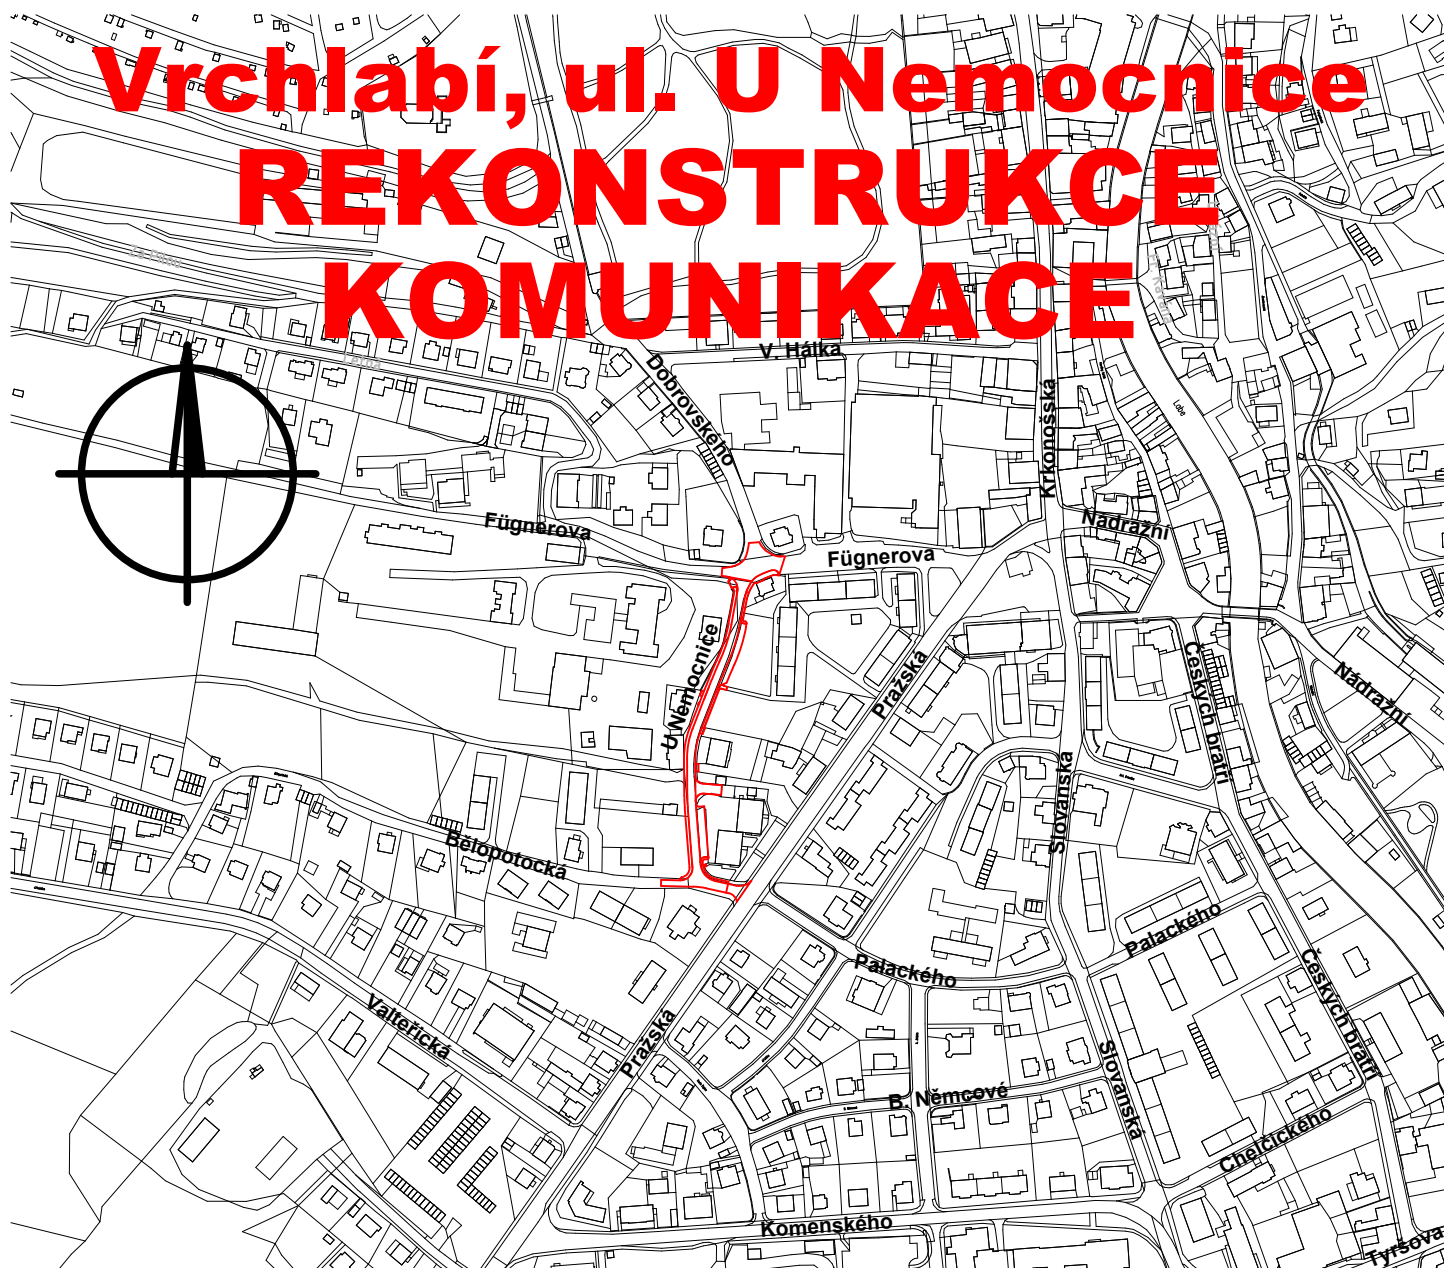 Vrchlabí, ul. U Nemocnice
REKONSTRUKCE
KOMUNIKACE
V. Hálka
Dobrovského
Krkonošská
Labe
Nádražní
Fügnerova
Fügnerova
U Nemocnice
Pražská
Českých bratří
Nádražní
Slovanská
Bělopotocká
Palackého
Palackého
Českých bratří
Valteřická
Pražská
Slovanská
B. Němcové
Chelčického
Komenského
Tyršova